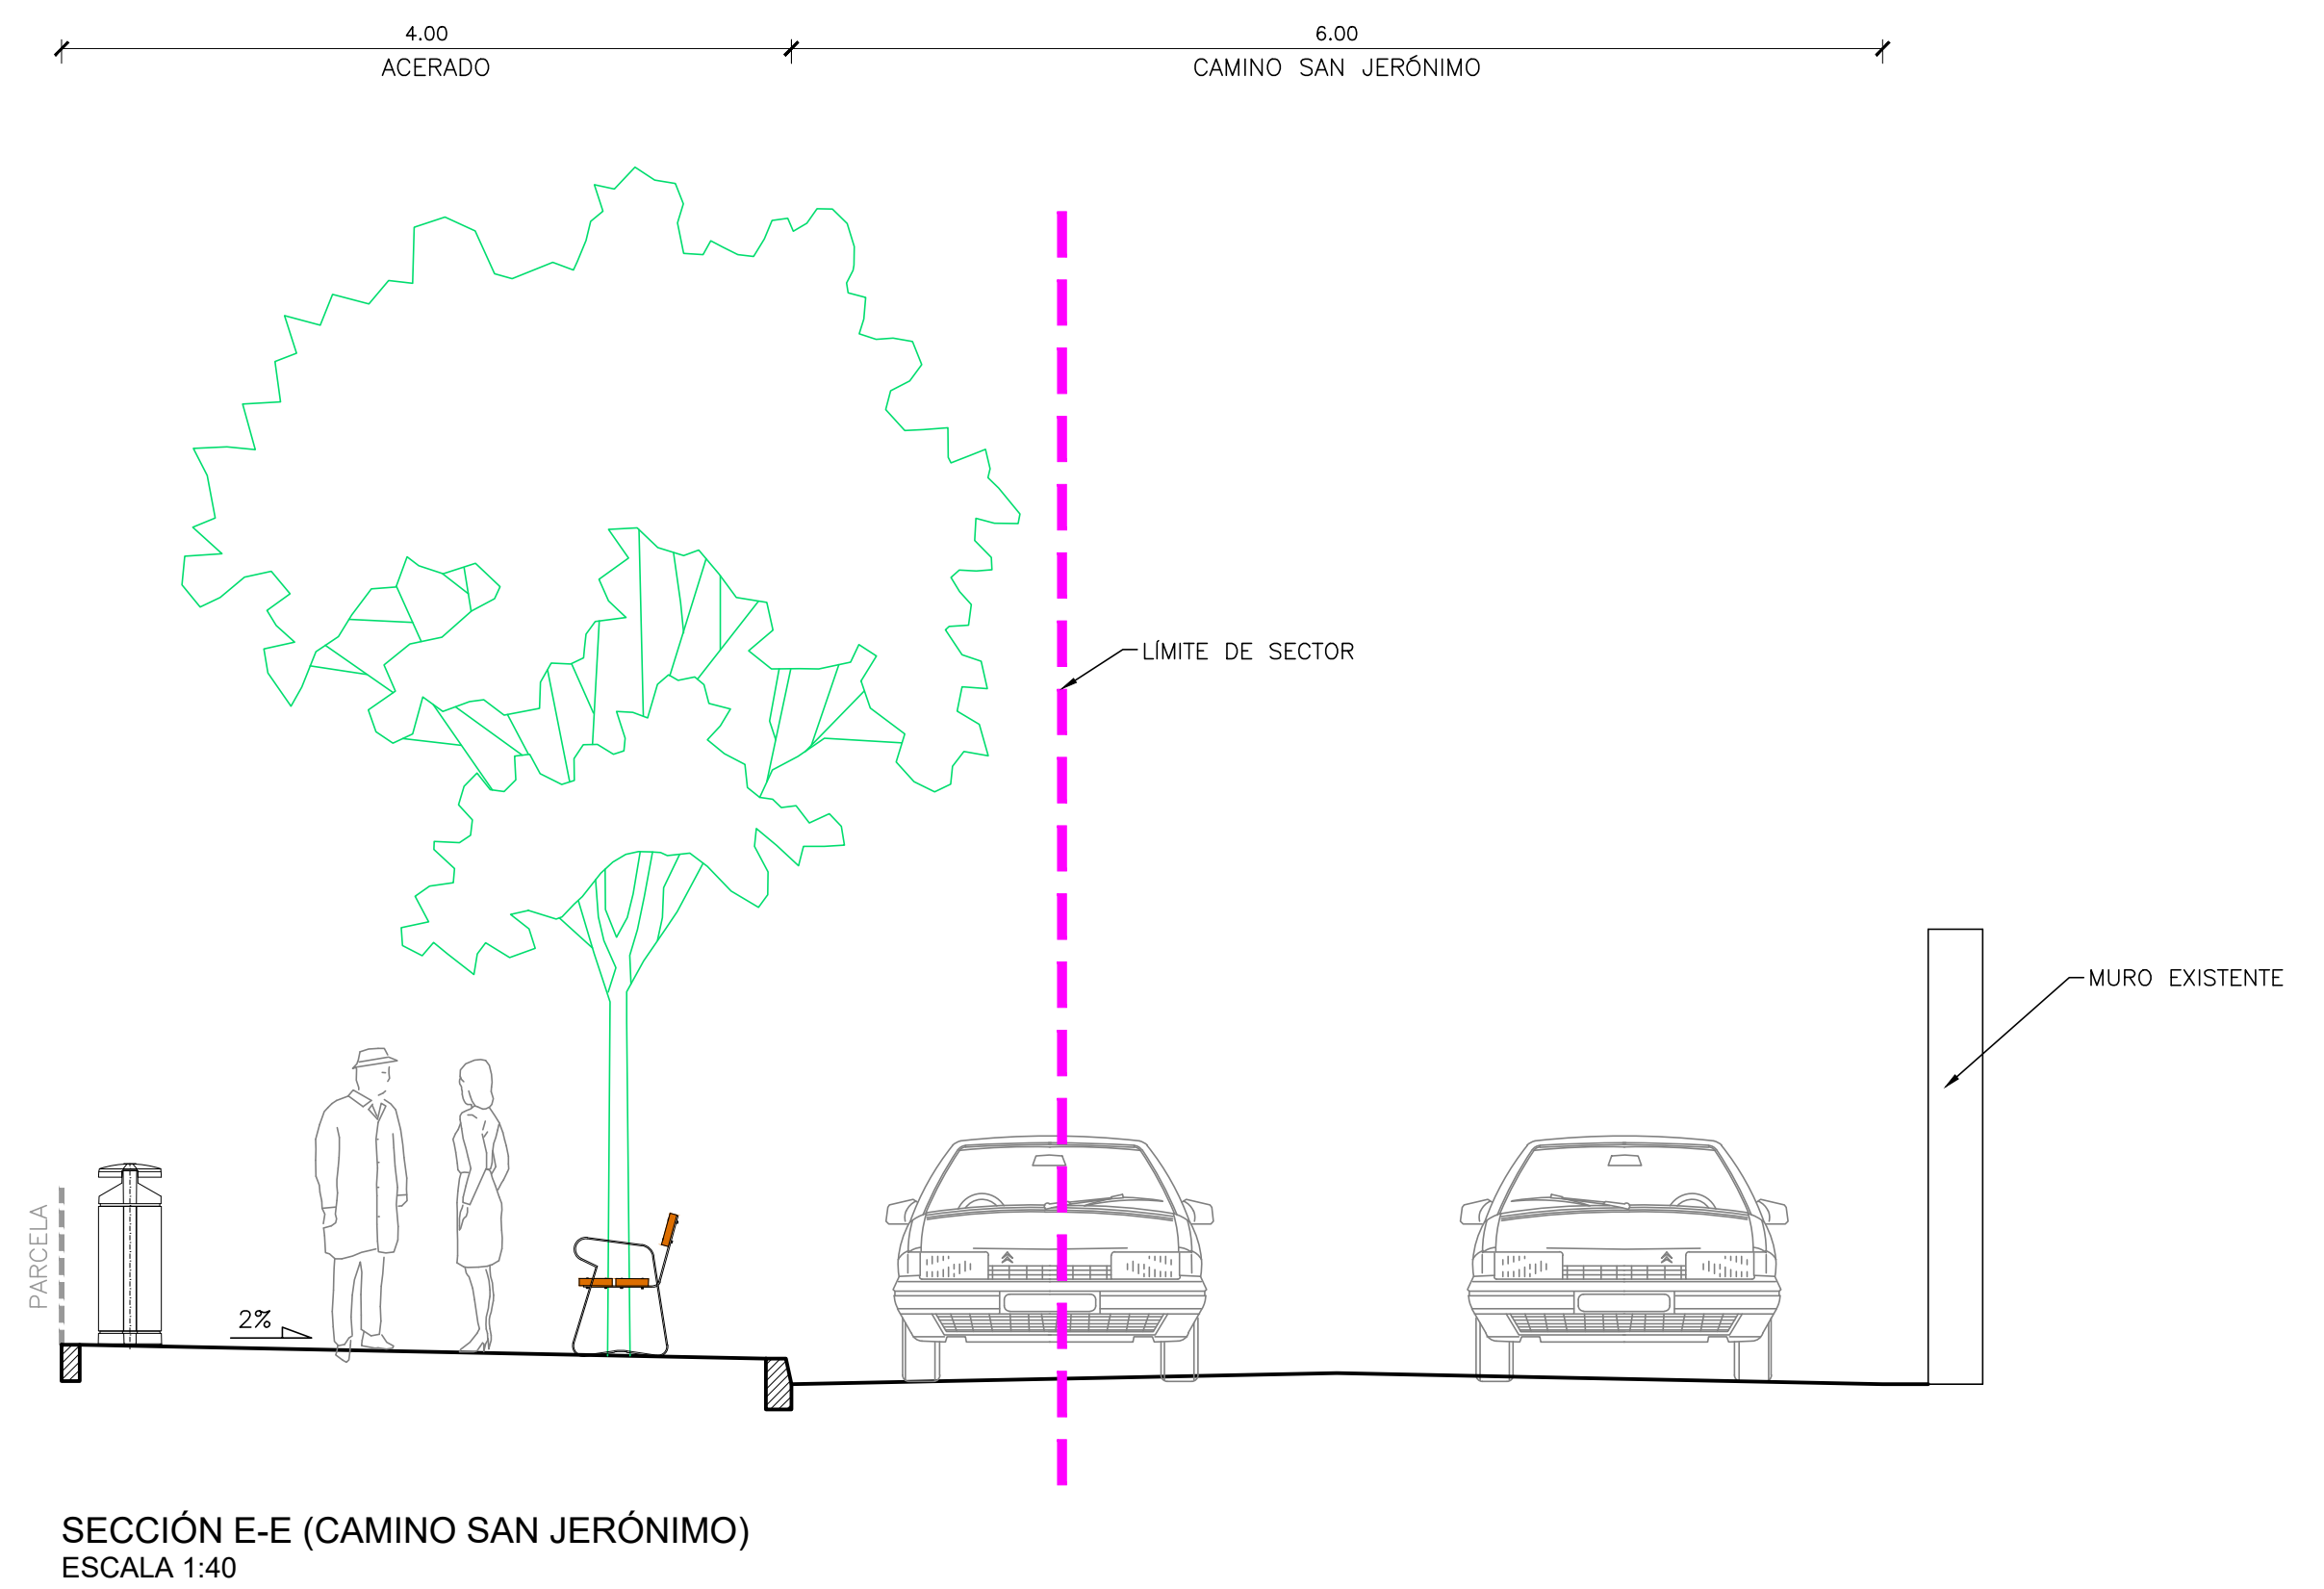 4.00
6.00
ACERADO
CAMINO SAN JERÓNIMO
LÍMITE DE SECTOR
MURO EXISTENTE
PARCELA
2%
SECCIÓN E-E (CAMINO SAN JERÓNIMO)
ESCALA 1:40